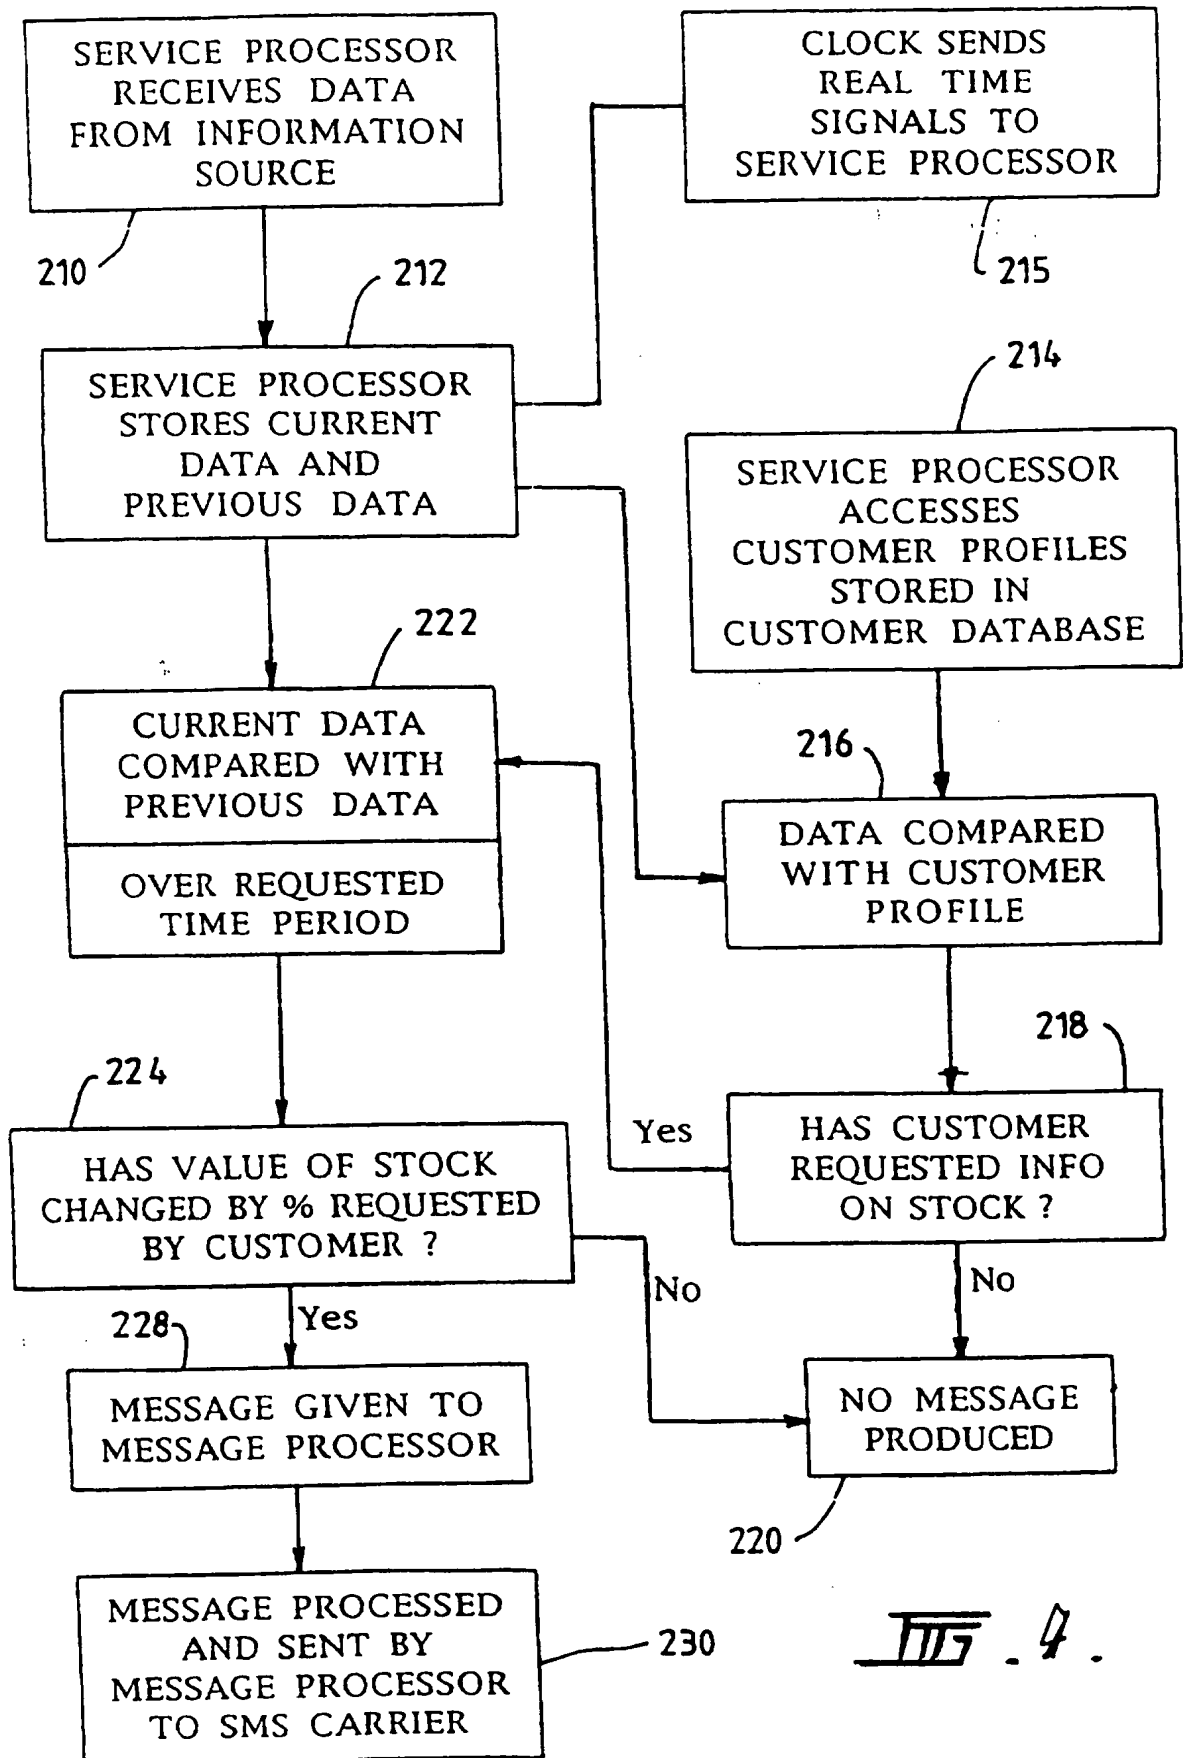 SERVICE PROCESSOR
RECEIVES DATA
FROM INFORMATION
SOURCE
210
CLOCK SENDS
REAL TIME
SIGNALS TO
SERVICE PROCESSOR
215
212
SERVICE PROCESSOR
STORES CURRENT
DATA AND
PREVIOUS DATA
214
SERVICE PROCESSOR
ACCESSES
CUSTOMER PROFILES
STORED IN
CUSTOMER DATABASE
222
CURRENT DATA
COMPARED WITH
PREVIOUS DATA
OVER REQUESTED
TIME PERIOD
216
DATA COMPARED
WITH CUSTOMER
PROFILE
218
HAS CUSTOMER
REQUESTED INFO
ON STOCK ?
Yes
No
224
HAS VALUE OF STOCK
CHANGED BY % REQUESTED
BY CUSTOMER ?
No
Yes
228
MESSAGE GIVEN TO
MESSAGE PROCESSOR
NO MESSAGE
PRODUCED
220
MESSAGE PROCESSED
AND SENT BY
MESSAGE PROCESSOR
TO SMS CARRIER
230
FIG . 4 .